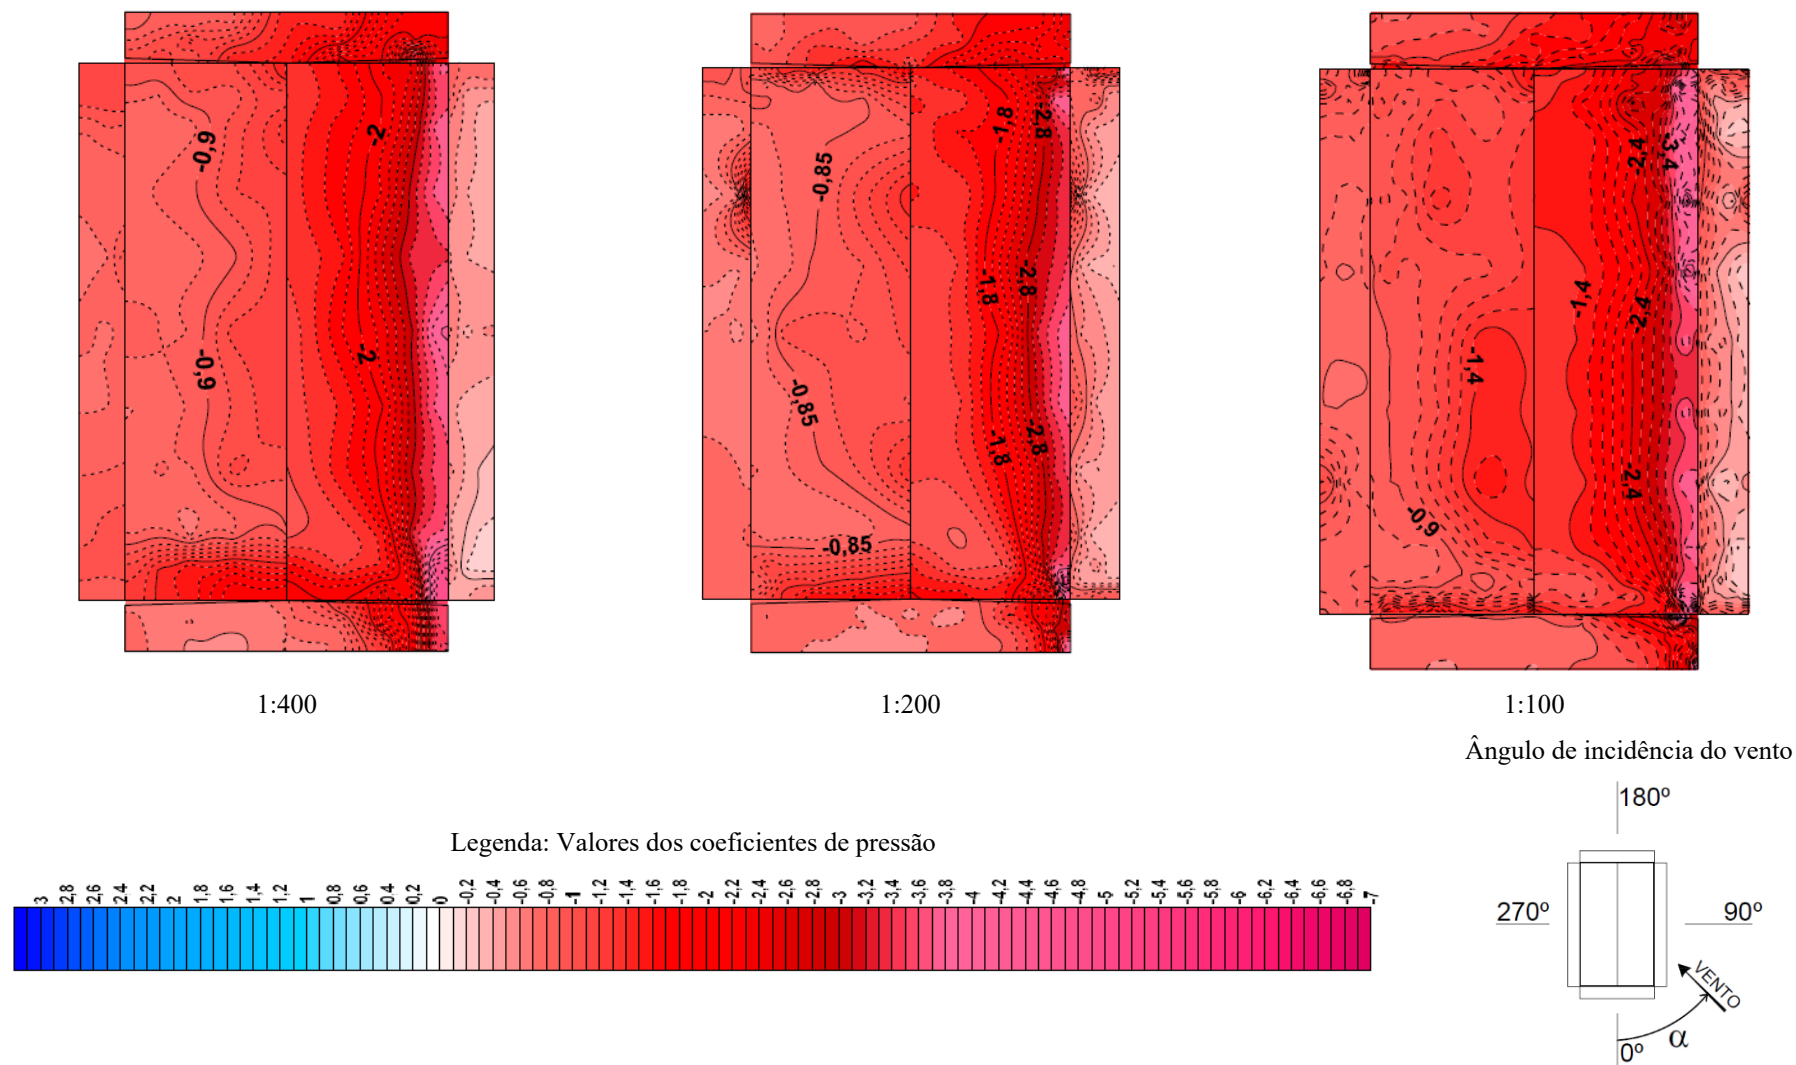 -0,9
-0,9
-2
-2
-0,85
-0,85
-0,85
-1,8
-2,8
-1,8
-2,8
-1,8
-2,8
-1,4
-0,9
-1,4
2,4
-3,4
2,4
-2,4
1:400
1:200
1:100
Ângulo de incidência do vento
180º
270º
90º
VENTO
α
0º
Legenda: Valores dos coeficientes de pressão
3 2,8 2,6 2,4 2,2 2 1,8 1,6 1,4 1,2 1 0,8 0,6 0,4 0,2 0 -0,2 -0,4 -0,6 -0,8 -1 -1,2 -1,4 -1,6 -1,8 -2 -2,2 -2,4 -2,6 -2,8 -3 -3,2 -3,4 -3,6 -3,8 -4 -4,2 -4,4 -4,6 -4,8 -5 -5,2 -5,4 -5,6 -5,8 -6 -6,2 -6,4 -6,6 -6,8 -7